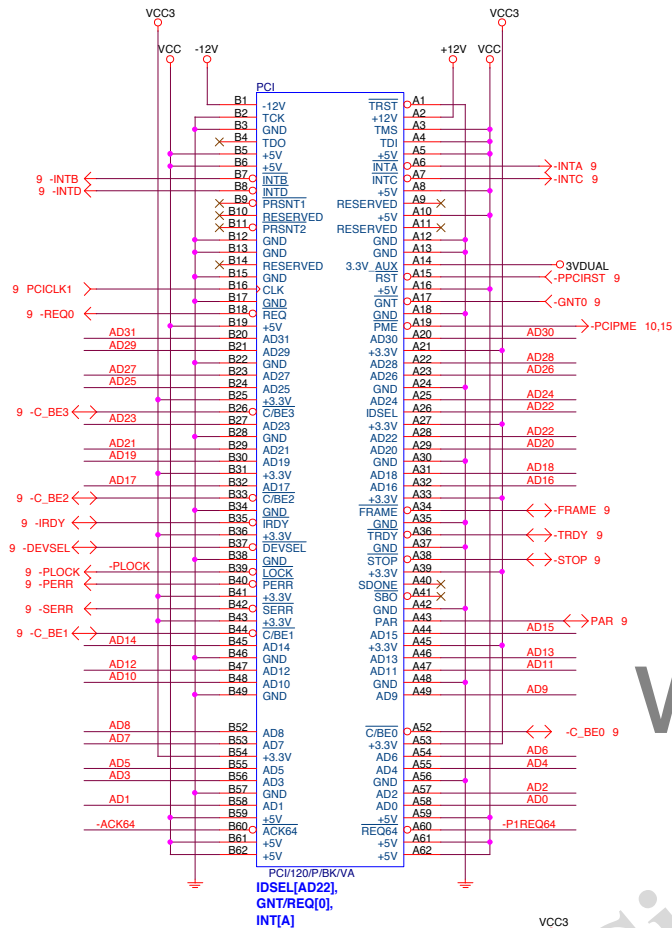 VCC3 VCC3
VCC -12V +12V VCC
PCI
B1 -12V TRST A1
B2 TCK +12V A2
B3 GND TMS A3
B4 TDO TDI A4
B5 +5V +5V A5
B6 +5V INTA A6 -INTA 9
9 -INTB B7 INTB INTC A7 -INTC 9
9 -INTD B8 INTD +5V A8
B9 PRSNT1 RESERVED A9
B10 RESERVED +5V A10
B11 PRSNT2 RESERVED A11
B12 GND GND A12
B13 GND GND A13
B14 RESERVED 3.3V_AUX A14 3VDUAL
B15 GND RST A15 -PPCIRST 9
9 PCICLK1 B16 CLK +5V A16
B17 GND GNT A17 -GNT0 9
9 -REQ0 B18 REQ GND A18
B19 +5V PME A19 -PCIPME 10,15
AD31 B20 AD31 AD30 A20 AD30
AD29 B21 AD29 +3.3V A21
B22 GND AD28 A22 AD28
AD27 B23 AD27 AD26 A23 AD26
AD25 B24 AD25 GND A24
B25 +3.3V AD24 A25 AD24
9 -C_BE3 B26 C/BE3 IDSEL A26 AD22
AD23 B27 AD23 +3.3V A27
B28 GND AD22 A28 AD22
AD21 B29 AD21 AD20 A29 AD20
AD19 B30 AD19 GND A30
B31 +3.3V AD18 A31 AD18
AD17 B32 AD17 AD16 A32 AD16
9 -C_BE2 B33 C/BE2 +3.3V A33
B34 GND FRAME A34 -FRAME 9
9 -IRDY B35 IRDY GND A35
B36 +3.3V TRDY A36 -TRDY 9
9 -DEVSEL B37 DEVSEL GND A37
B38 GND STOP A38 -STOP 9
9 -PLOCK -PLOCK B39 LOCK +3.3V A39
9 -PERR B40 PERR SDONE A40
B41 +3.3V SBO A41
9 -SERR B42 SERR GND A42
B43 +3.3V PAR A43 PAR 9
9 -C_BE1 B44 C/BE1 AD15 A44 AD15
AD14 B45 AD14 +3.3V A45
B46 GND AD13 A46 AD13
AD12 B47 AD12 AD11 A47 AD11
AD10 B48 AD10 GND A48
B49 GND AD9 A49 AD9
AD8 B52 AD8 C/BE0 A52 -C_BE0 9
AD7 B53 AD7 +3.3V A53
B54 +3.3V AD6 A54 AD6
AD5 B55 AD5 AD4 A55 AD4
AD3 B56 AD3 GND A56
B57 GND AD2 A57 AD2
AD1 B58 AD1 AD0 A58 AD0
B59 +5V +5V A59
-ACK64 B60 ACK64 REQ64 A60 -P1REQ64
B61 +5V +5V A61
B62 +5V +5V A62
PCI/120/P/BK/VA
IDSEL[AD22],
GNT/REQ[0],
INT[A]
VCC3